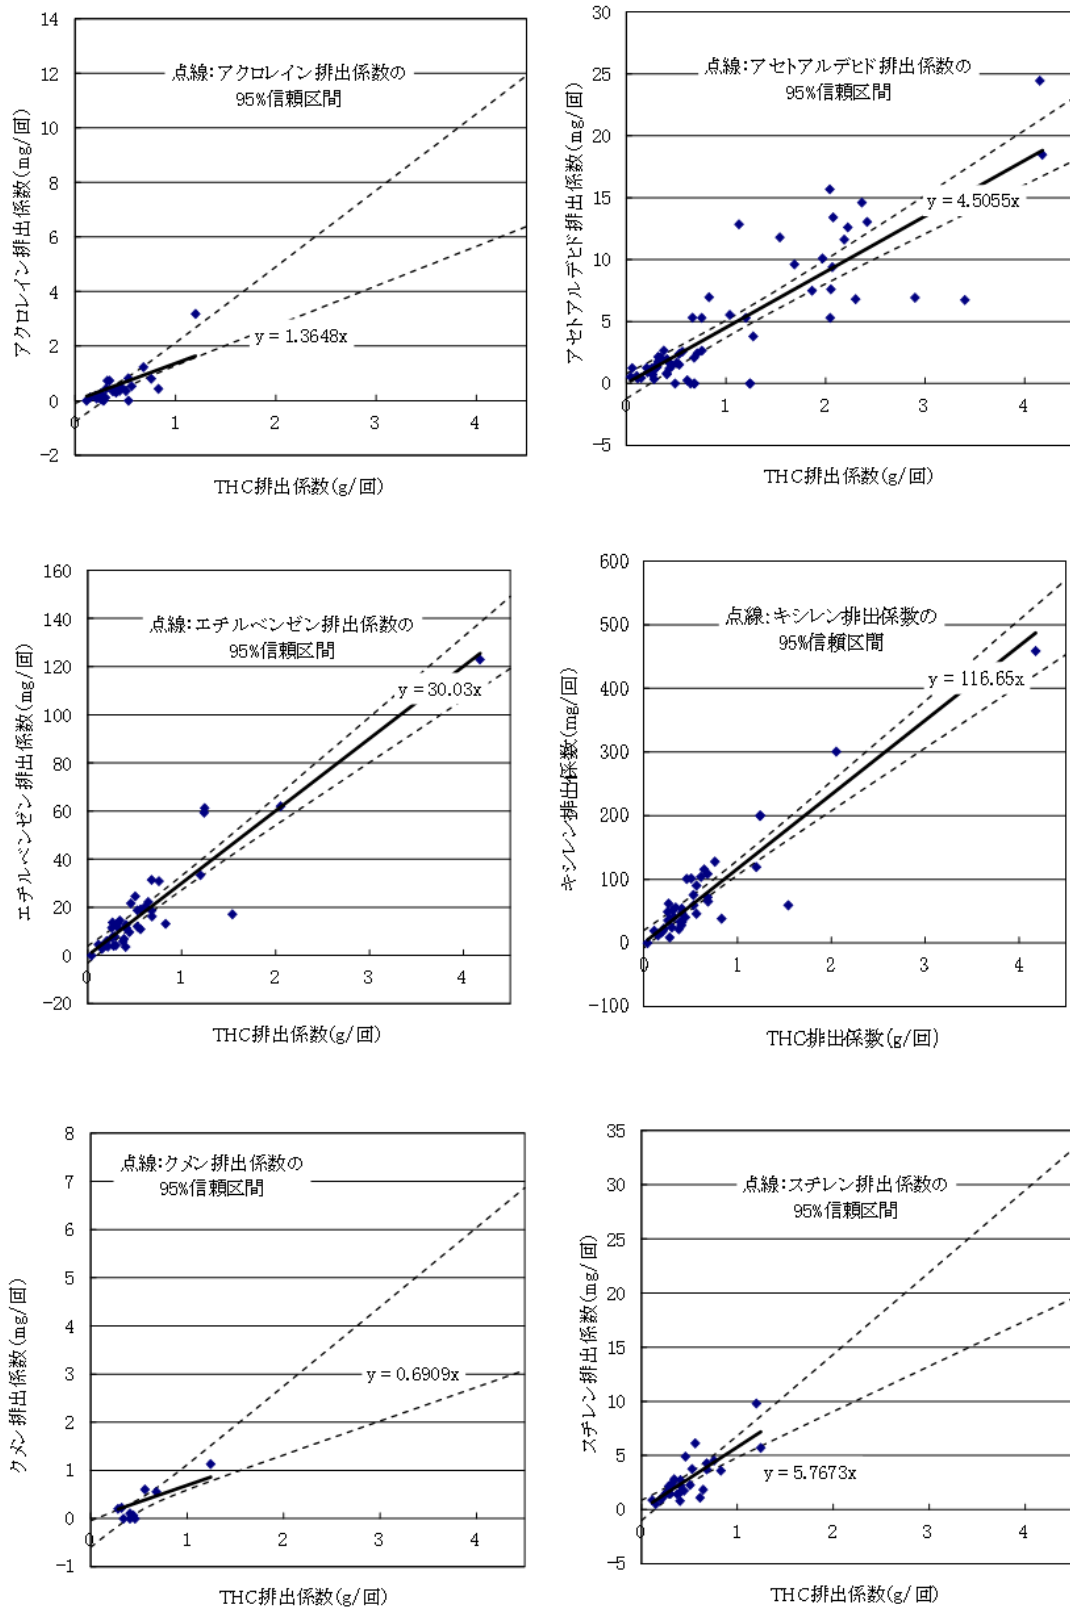 14
12
10
8
6
4
2
0
-2
アクロレイン排出係数(mg/回)
点線:アクロレイン排出係数の
95%信頼区間
y = 1.3648x
0
1
2
3
4
THC排出係数(g/回)
30
25
20
15
10
5
0
-5
アセトアルデヒド排出係数(mg/回)
点線:アセトアルデヒド排出係数の
95%信頼区間
y = 4.5055x
0
1
2
3
4
THC排出係数(g/回)
160
140
120
100
80
60
40
20
0
-20
エチルベンゼン排出係数(mg/回)
点線:エチルベンゼン排出係数の
95%信頼区間
y = 30.03x
0
1
2
3
4
THC排出係数(g/回)
600
500
400
300
200
100
0
-100
キシレン排出係数(mg/回)
点線:キシレン排出係数の
95%信頼区間
y = 116.65x
0
1
2
3
4
THC排出係数(g/回)
8
7
6
5
4
3
2
1
0
-1
クメン排出係数(mg/回)
点線:クメン排出係数の
95%信頼区間
y = 0.6909x
0
1
2
3
4
THC排出係数(g/回)
35
30
25
20
15
10
5
0
-5
スチレン排出係数(mg/回)
点線:スチレン排出係数の
95%信頼区間
y = 5.7673x
0
1
2
3
4
THC排出係数(g/回)